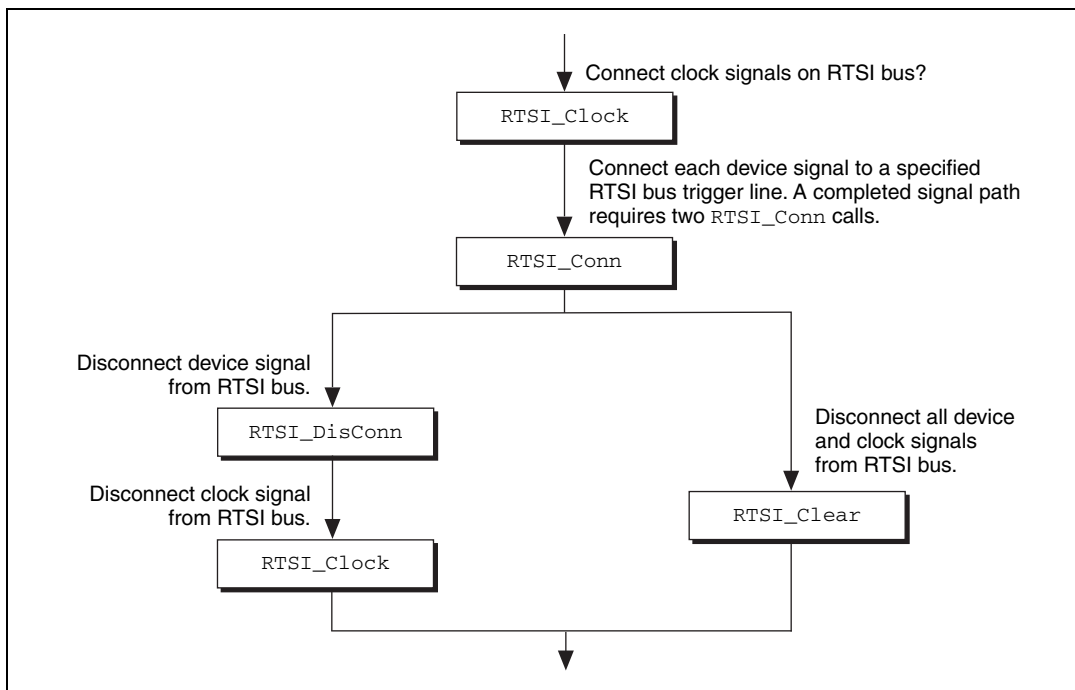 Connect clock signals on RTSI bus?
RTSI_Clock
Connect each device signal to a specified
RTSI bus trigger line. A completed signal path
requires two RTSI_Conn calls.
RTSI_Conn
Disconnect device signal
from RTSI bus.
RTSI_DisConn
Disconnect clock signal
from RTSI bus.
RTSI_Clock
Disconnect all device
and clock signals
from RTSI bus.
RTSI_Clear